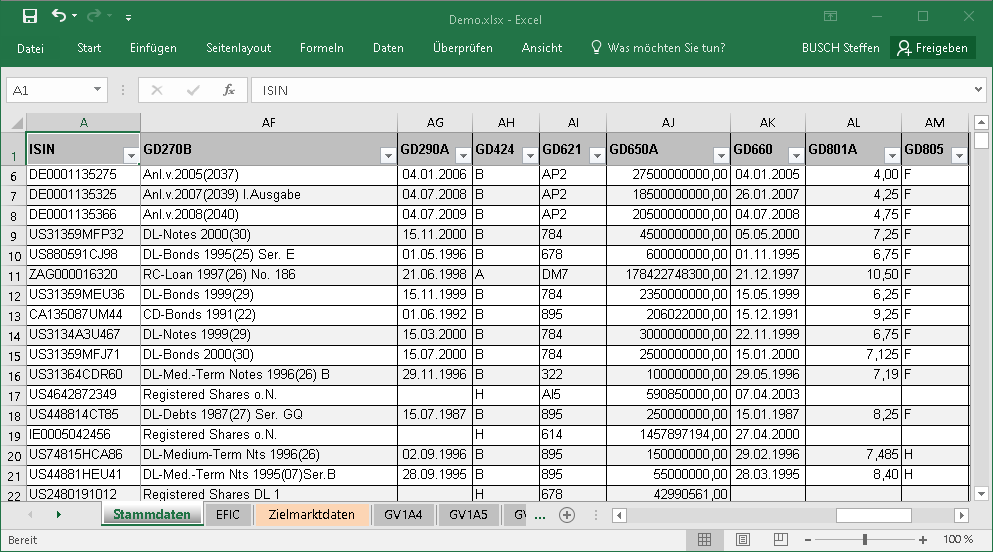 Demo.xlsx - Excel
Datei Start Einfügen Seitenlayout Formeln Daten Überprüfen Ansicht Was möchten Sie tun? BUSCH Steffen Freigeben
A1 fx ISIN
A AF AG AH AI AJ AK AL AM
1 ISIN GD270B GD290A GD424 GD621 GD650A GD660 GD801A GD805
6 DE0001135275 Anl.v.2005(2037) 04.01.2006 B AP2 27500000000,00 04.01.2005 4,00 F
7 DE0001135325 Anl.v.2007(2039) I.Ausgabe 04.07.2008 B AP2 18500000000,00 26.01.2007 4,25 F
8 DE0001135366 Anl.v.2008(2040) 04.07.2009 B AP2 20500000000,00 04.07.2008 4,75 F
9 US31359MFP32 DL-Notes 2000(30) 15.11.2000 B 784 4500000000,00 05.05.2000 7,25 F
10 US880591CJ98 DL-Bonds 1995(25) Ser. E 01.05.1996 B 678 600000000,00 01.11.1995 6,75 F
11 ZAG000016320 RC-Loan 1997(26) No. 186 21.06.1998 A DM7 178422748300,00 21.12.1997 10,50 F
12 US31359MEU36 DL-Bonds 1999(29) 15.11.1999 B 784 2350000000,00 15.05.1999 6,25 F
13 CA135087UM44 CD-Bonds 1991(22) 01.06.1992 B 895 206022000,00 15.12.1991 9,25 F
14 US3134A3U467 DL-Notes 1999(29) 15.03.2000 B 784 3000000000,00 22.11.1999 6,75 F
15 US31359MFJ71 DL-Bonds 2000(30) 15.07.2000 B 784 2500000000,00 15.01.2000 7,125 F
16 US31364CDR60 DL-Med.-Term Notes 1996(26) B 29.11.1996 B 322 100000000,00 29.05.1996 7,19 F
17 US4642872349 Registered Shares o.N. H AI5 590850000,00 07.04.2003
18 US448814CT85 DL-Debts 1987(27) Ser. GQ 15.07.1987 B 895 250000000,00 15.01.1987 8,25 F
19 IE0005042456 Registered Shares o.N. H 614 1457897194,00 27.04.2000
20 US74815HCA86 DL-Medium-Term Nts 1996(26) 02.09.1996 B 895 150000000,00 29.02.1996 7,485 H
21 US44881HEU41 DL-Med.-Term Nts 1995(07)Ser.B 28.09.1995 B 895 55000000,00 28.03.1995 8,40 H
22 US2480191012 Registered Shares DL 1 H 678 42990561,00
Stammdaten EFIC Zielmarktdaten GV1A4 GV1A5 GV ...
Bereit 100 %